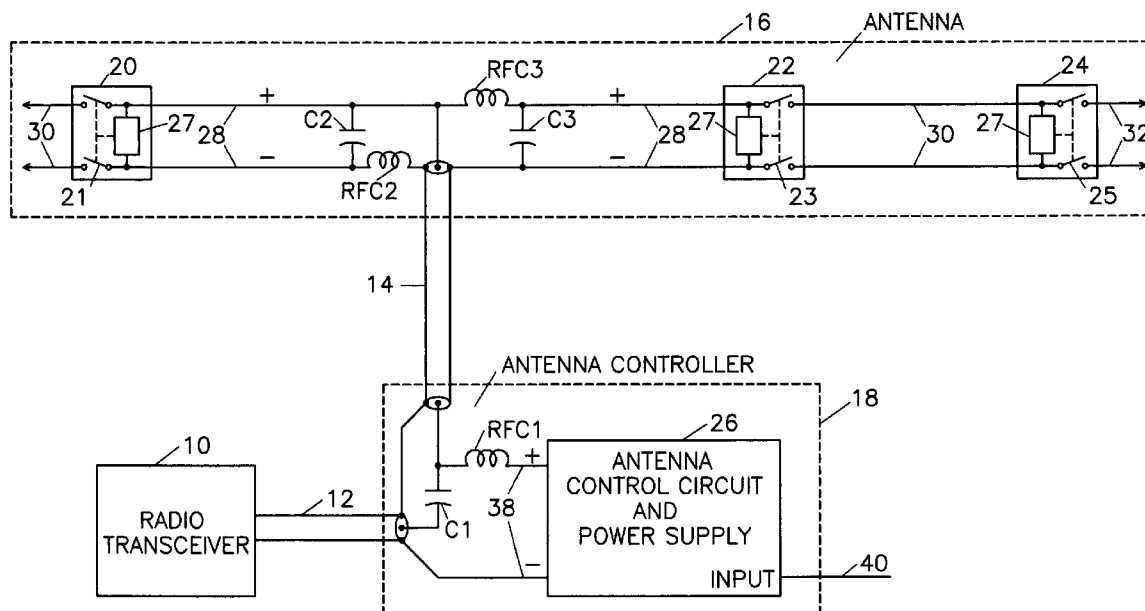 16
ANTENNA
20
RFC3
22
24
+
+
30
27
28
C2
C3
28
27
30
27
32
−
−
21
RFC2
23
25
14
ANTENNA CONTROLLER
18
10
RFC1
26
+
12
38
ANTENNA
CONTROL CIRCUIT
AND
POWER SUPPLY
RADIO
TRANSCEIVER
C1
−
INPUT
40